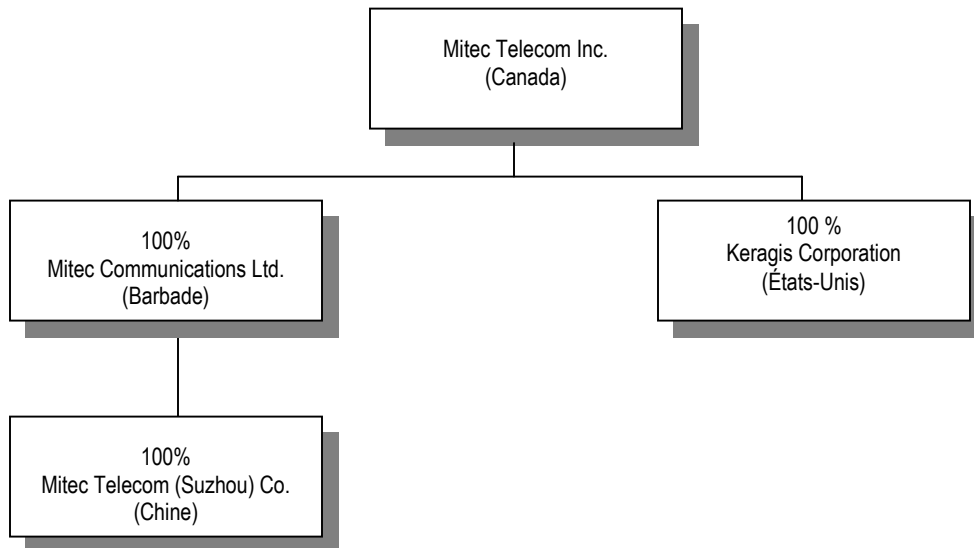 Mitec Telecom Inc.
(Canada)
100%
Mitec Communications Ltd.
(Barbade)
100 %
Keragis Corporation
(États-Unis)
100%
Mitec Telecom (Suzhou) Co.
(Chine)